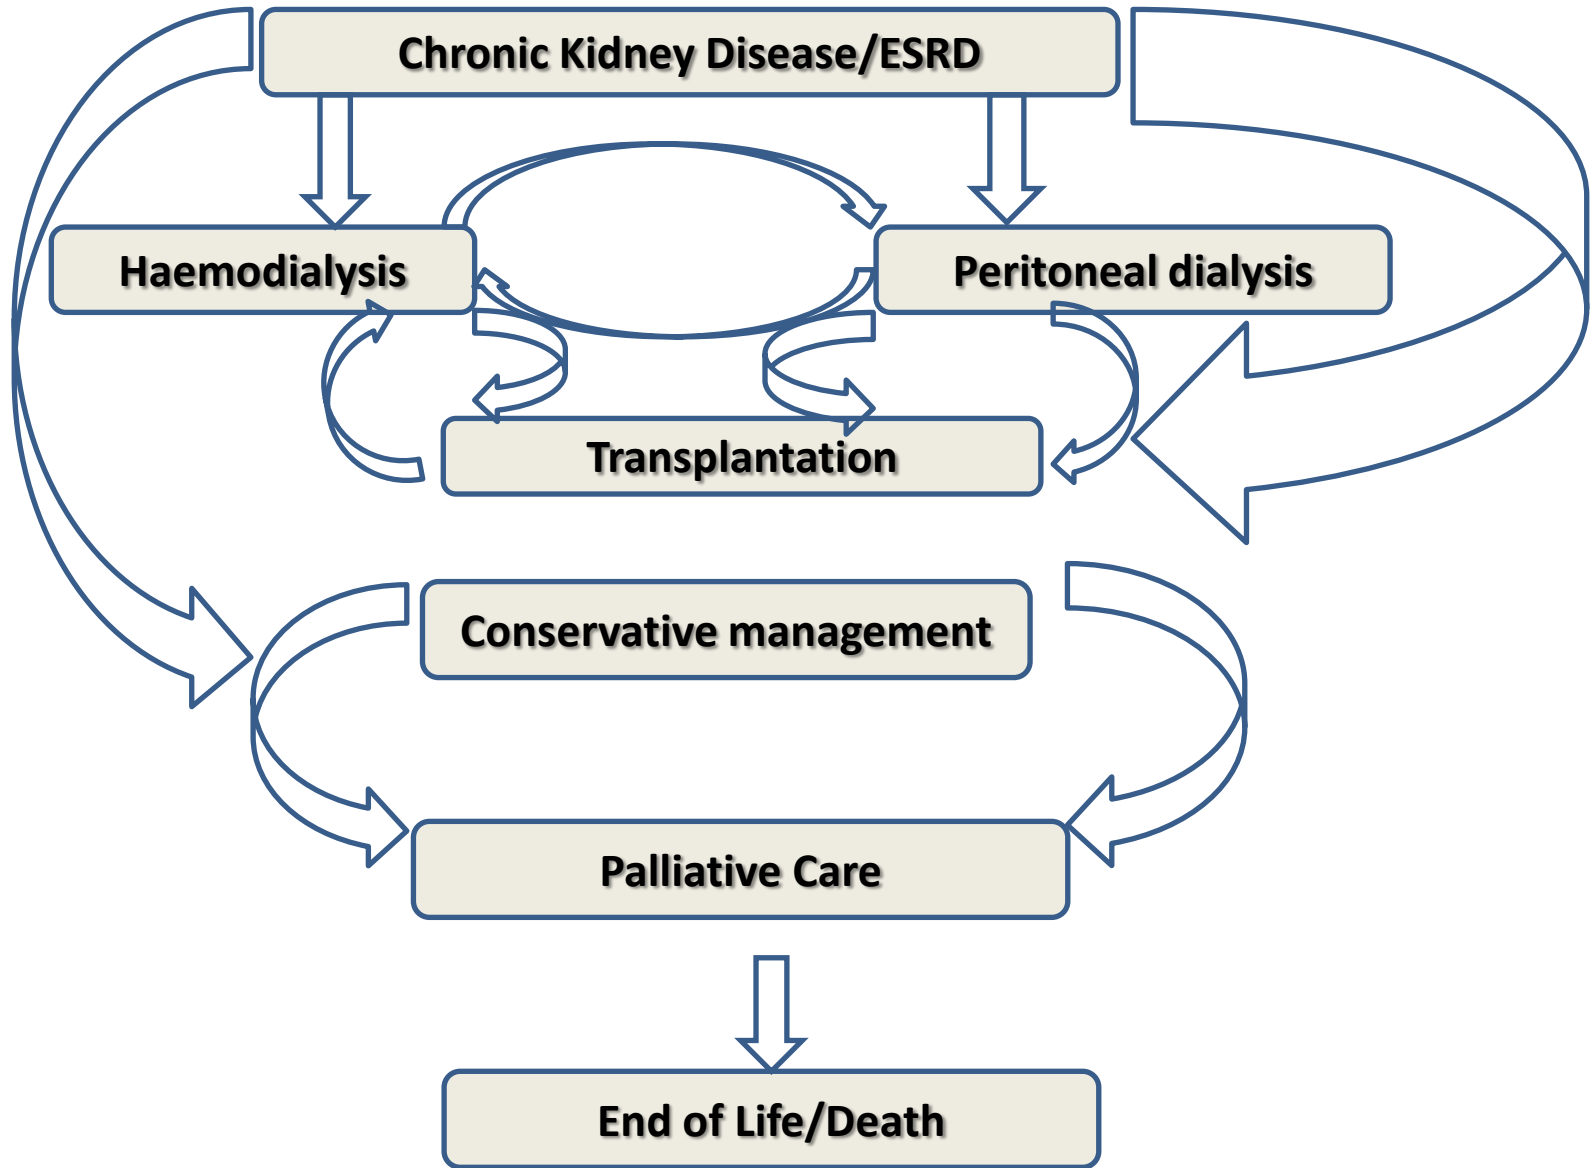 Chronic Kidney Disease/ESRD
Haemodialysis
Peritoneal dialysis
Transplantation
Conservative management
Palliative Care
End of Life/Death